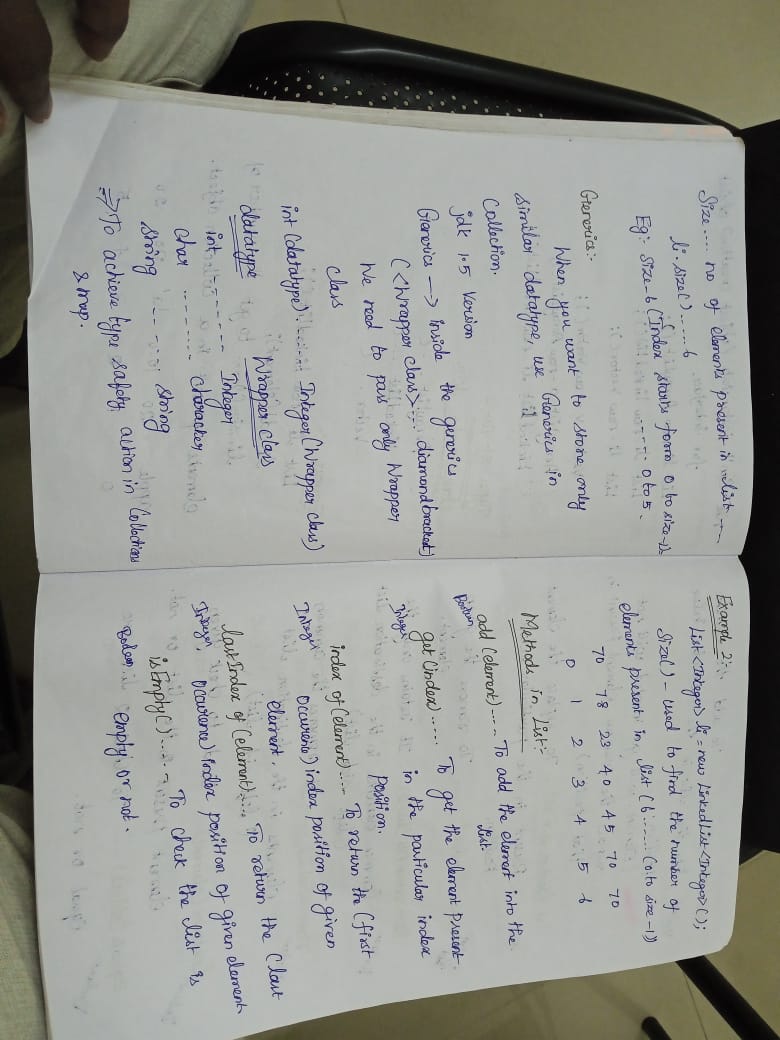 Size.... no of elements present in list
li.size()......6
Eg:- Size-6 (Index starts form 0 to size-1).
...... 0 to 5.
Generics:-
When you want to store only
similar datatype, use Generics in
Collection.
jdk 1.5 Version
Generics —> inside the generics
(<Wrapper class>.... diamond bracket)
We need to pass only Wrapper
class
int (datatype)....... Integer (Wrapper class)
datatype Wrapper class
int ........ Integer
char ........ Character,
String ...... String
=> To achieve type safety, action in Collections
& map.
Example 2:-
List<Integer> li = new LinkedList<Integer>();
Size() - used to find the number of
elements present in list (6...... (0.to size-1))
70 78 23 40 45 70 70
0 1 2 3 4 5 6
Methods in List:-
add (element).... To add the element into the
Boolean list.
get (index)..... To get the element present
Integer in the particular index
Position.
index of (element).... To return the (first
Integer Occurence) index position of given
element.
last Index of (element)..... To return the (last
Integer, Occurence) index position of given element
is Empty()..... To check the list is
Boolean empty, or not.